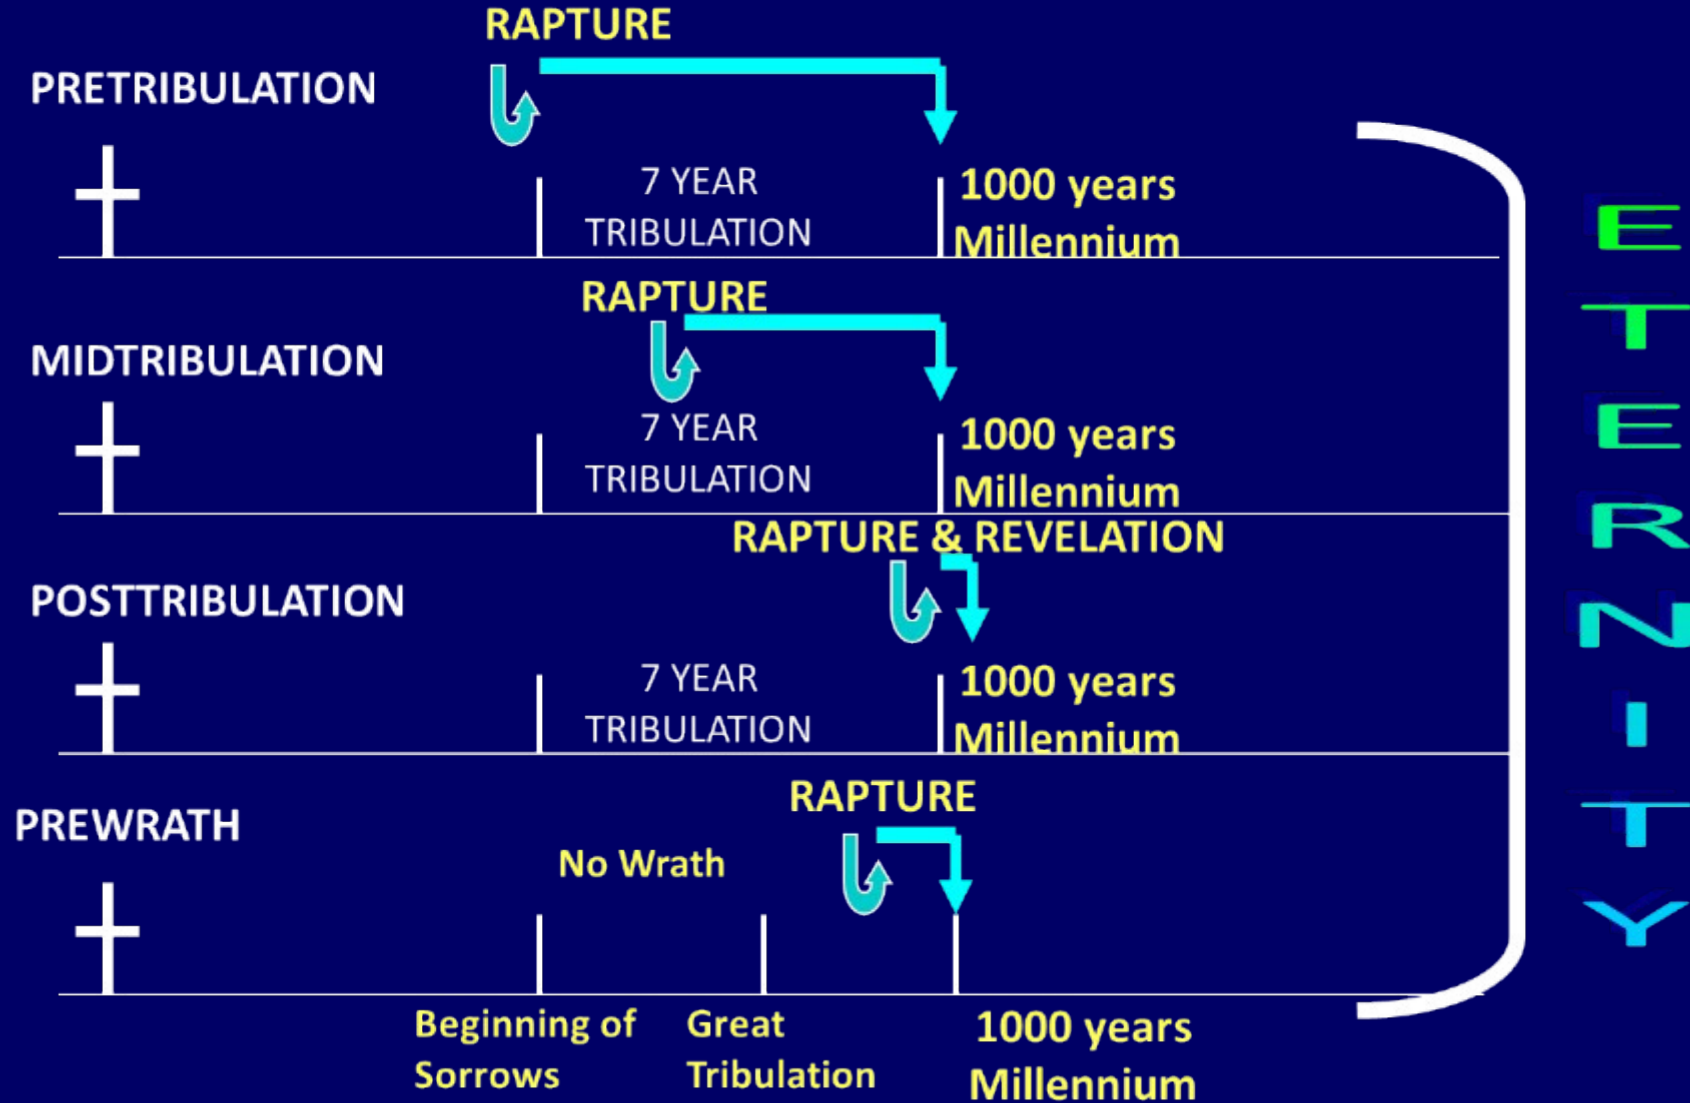 RAPTURE
PRETRIBULATION
7 YEAR
TRIBULATION
1000 years
Millennium
RAPTURE
MIDTRIBULATION
7 YEAR
TRIBULATION
1000 years
Millennium
RAPTURE & REVELATION
POSTTRIBULATION
7 YEAR
TRIBULATION
1000 years
Millennium
RAPTURE
PREWRATH
No Wrath
Beginning of
Sorrows
Great
Tribulation
1000 years
Millennium
ETERNITY